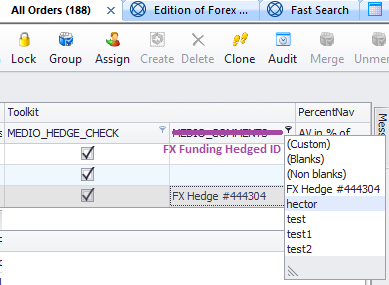 All Orders (188) X Edition of Forex ... Fast Search
Lock Group Assign Create Delete Clone Audit Merge Unmer
Toolkit PercentNav
MEDIO_HEDGE_CHECK MEDIO_COMMENTS AV in % of
FX Funding Hedged ID
(Custom)
(Blanks)
(Non blanks)
FX Hedge #444304
FX Hedge #444304
hector
test
test1
test2
Mess